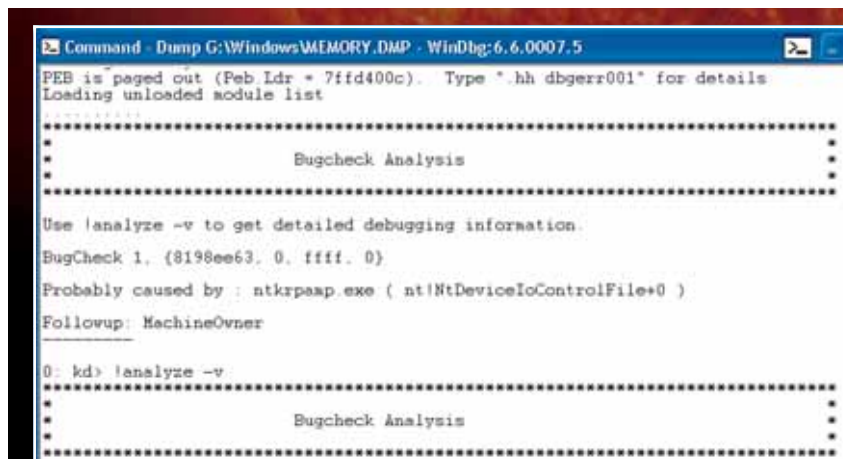 Command - Dump G:\Windows\MEMORY.DMP - WinDbg:6.6.0007.5
PEB is paged out (Peb.Ldr = 7ffd400c). Type ".hh dbgerr001" for details
Loading unloaded module list
..........
*******************************************************************************
* *
* Bugcheck Analysis *
* *
*******************************************************************************
Use !analyze -v to get detailed debugging information.
BugCheck 1, {8198ee63, 0, ffff, 0}
Probably caused by : ntkrpamp.exe ( nt!NtDeviceIoControlFile+0 )
Followup: MachineOwner
---------
0: kd> !analyze -v
*******************************************************************************
* *
* Bugcheck Analysis *
* *
*******************************************************************************